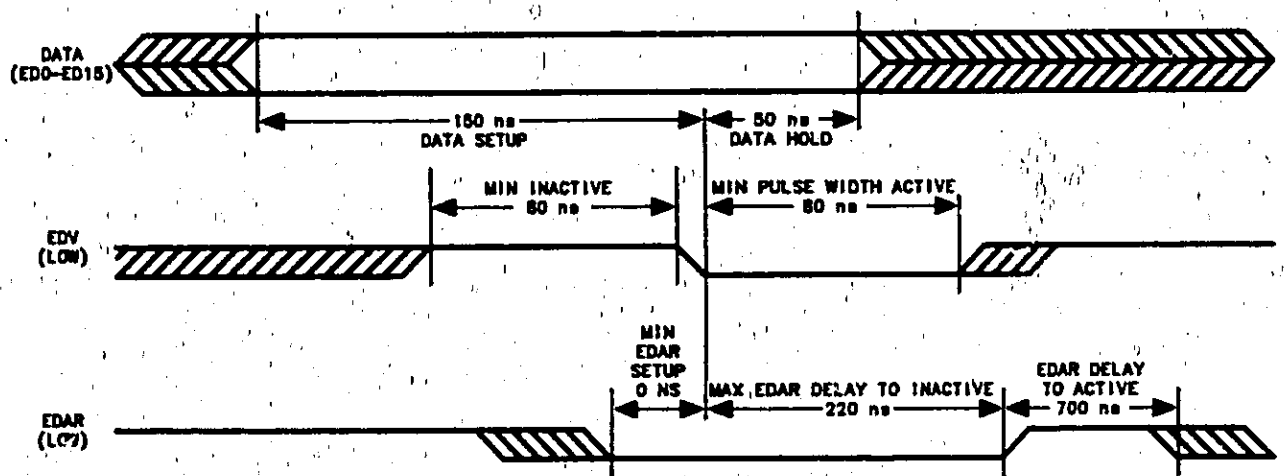 DATA
(ED0-ED15)
150 ns
DATA SETUP
50 ns
DATA HOLD
MIN INACTIVE
80 ns
MIN PULSE WIDTH ACTIVE
80 ns
EDV
(LOW)
MIN
EDAR
SETUP
0 NS
MAX EDAR DELAY TO INACTIVE
220 ns
EDAR DELAY
TO ACTIVE
700 ns
EDAR
(LOW)